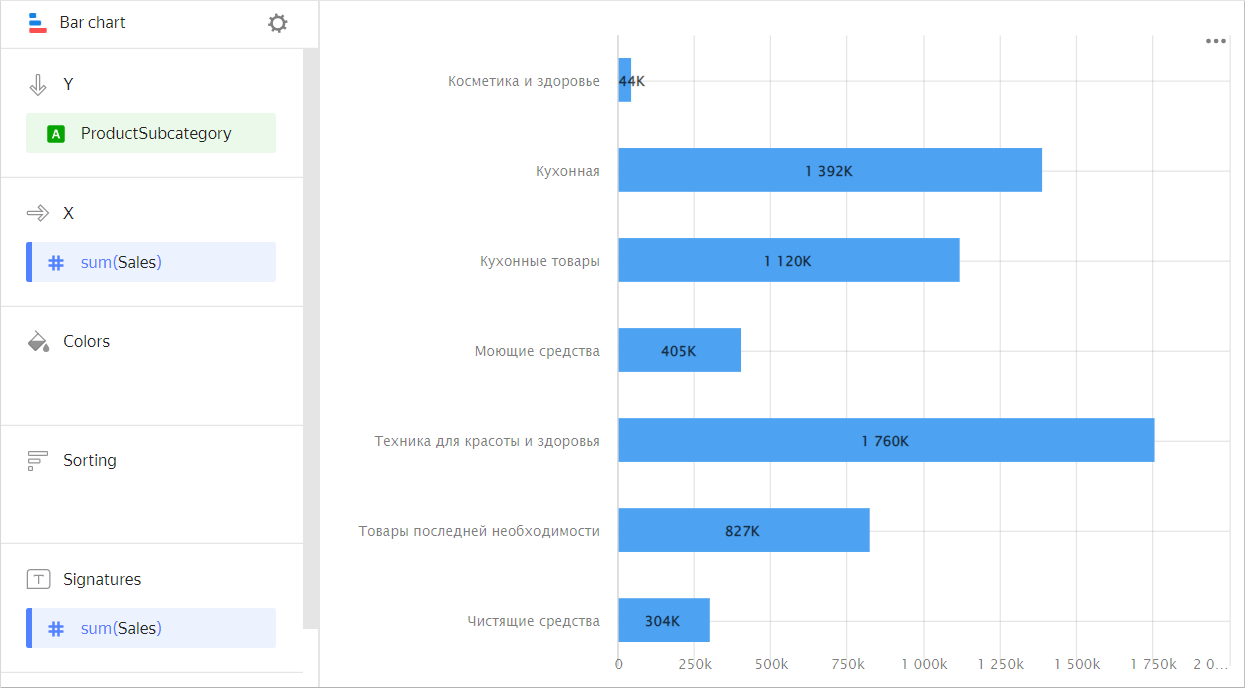 Bar chart
Y
A ProductSubcategory
X
# sum(Sales)
Colors
Sorting
T Signatures
# sum(Sales)
Косметика и здоровье 44K
Кухонная 1 392K
Кухонные товары 1 120K
Моющие средства 405K
Техника для красоты и здоровья 1 760K
Товары последней необходимости 827K
Чистящие средства 304K
0 250k 500k 750k 1 000k 1 250k 1 500k 1 750k 2 0...